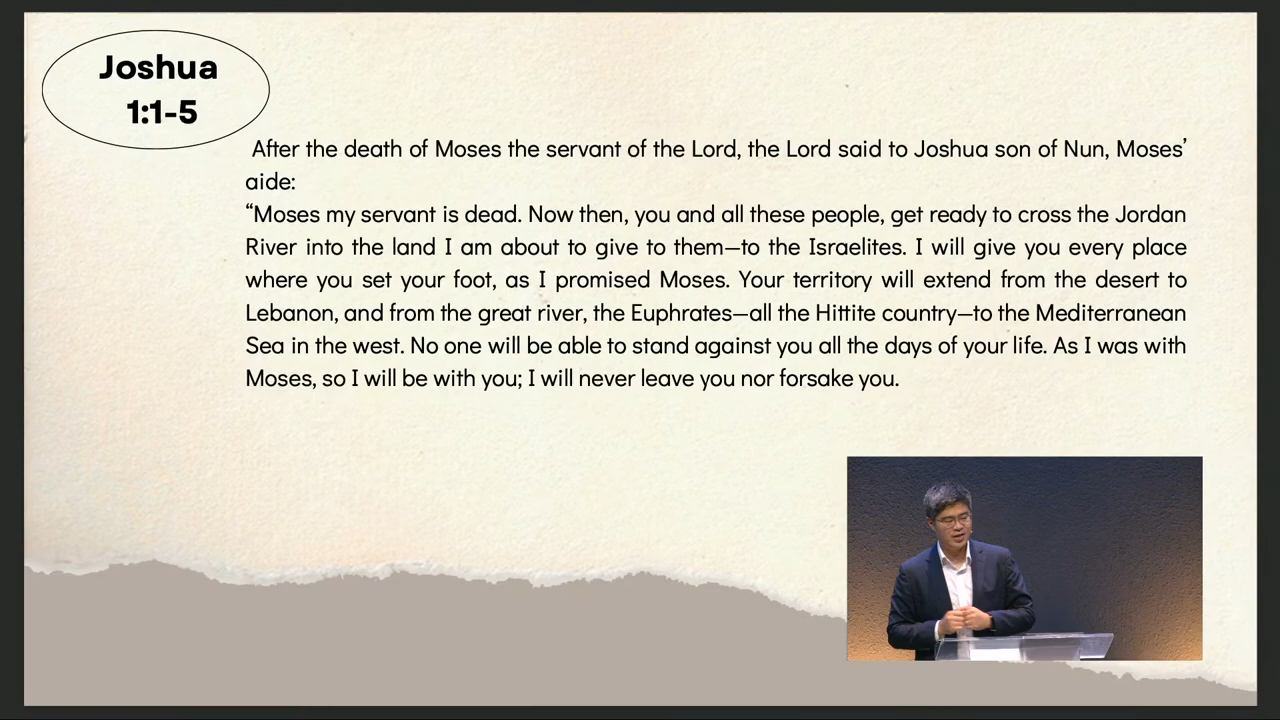 Joshua
1:1-5
After the death of Moses the servant of the Lord, the Lord said to Joshua son of Nun, Moses’
aide:
“Moses my servant is dead. Now then, you and all these people, get ready to cross the Jordan
River into the land I am about to give to them—to the Israelites. I will give you every place
where you set your foot, as I promised Moses. Your territory will extend from the desert to
Lebanon, and from the great river, the Euphrates—all the Hittite country—to the Mediterranean
Sea in the west. No one will be able to stand against you all the days of your life. As I was with
Moses, so I will be with you; I will never leave you nor forsake you.